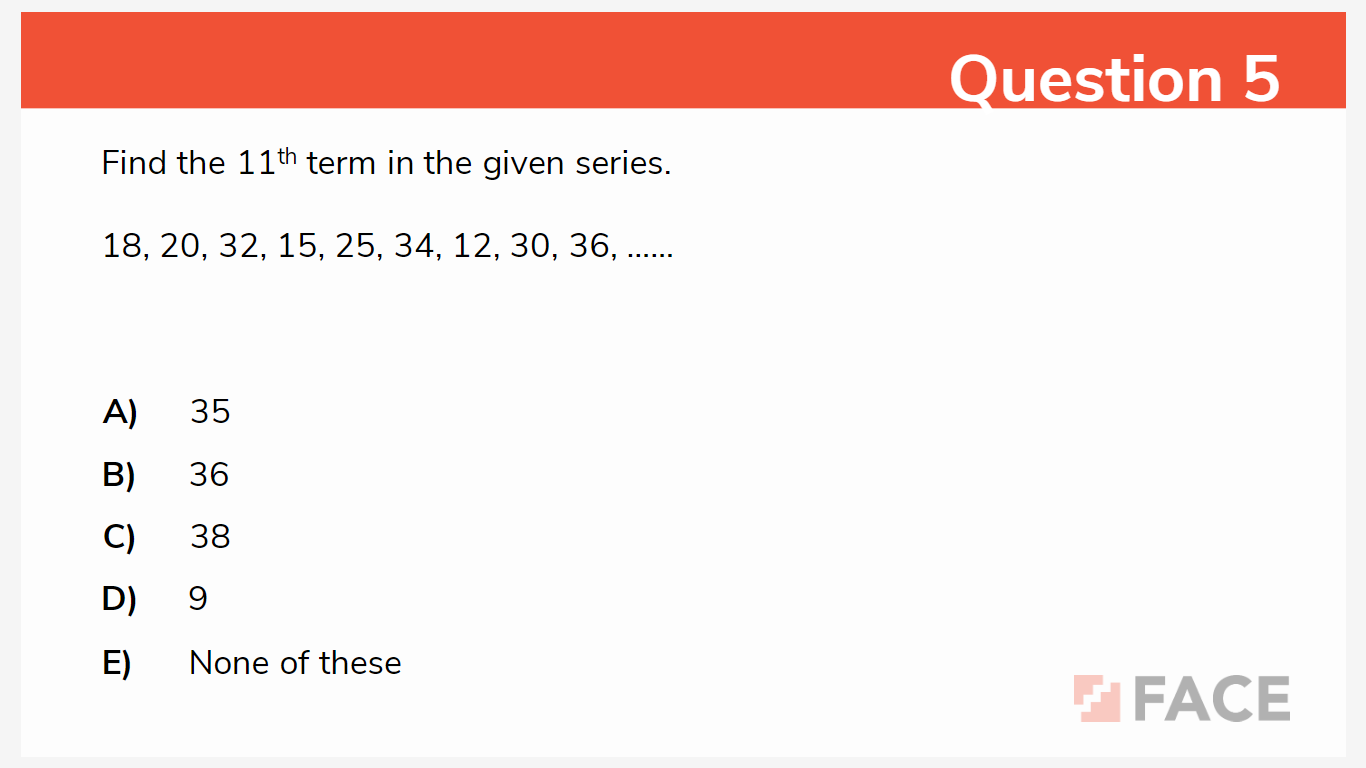 Question 5
Find the 11th term in the given series.
18, 20, 32, 15, 25, 34, 12, 30, 36, ......
A) 35
B) 36
C) 38
D) 9
E) None of these
FACE